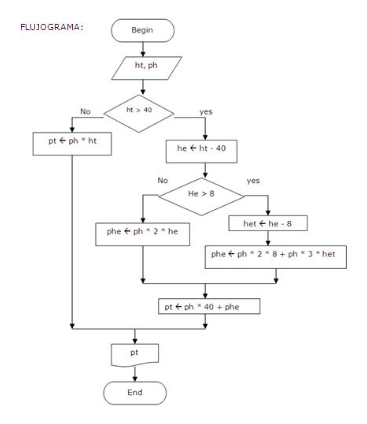 FLUJOGRAMA:
Begin
ht, ph
ht > 40
No
yes
pt ← ph * ht
he ← ht - 40
No
yes
He > 8
het ← he - 8
phe ← ph * 2 * he
phe ← ph * 2 * 8 + ph * 3 * het
pt ← ph * 40 + phe
pt
End